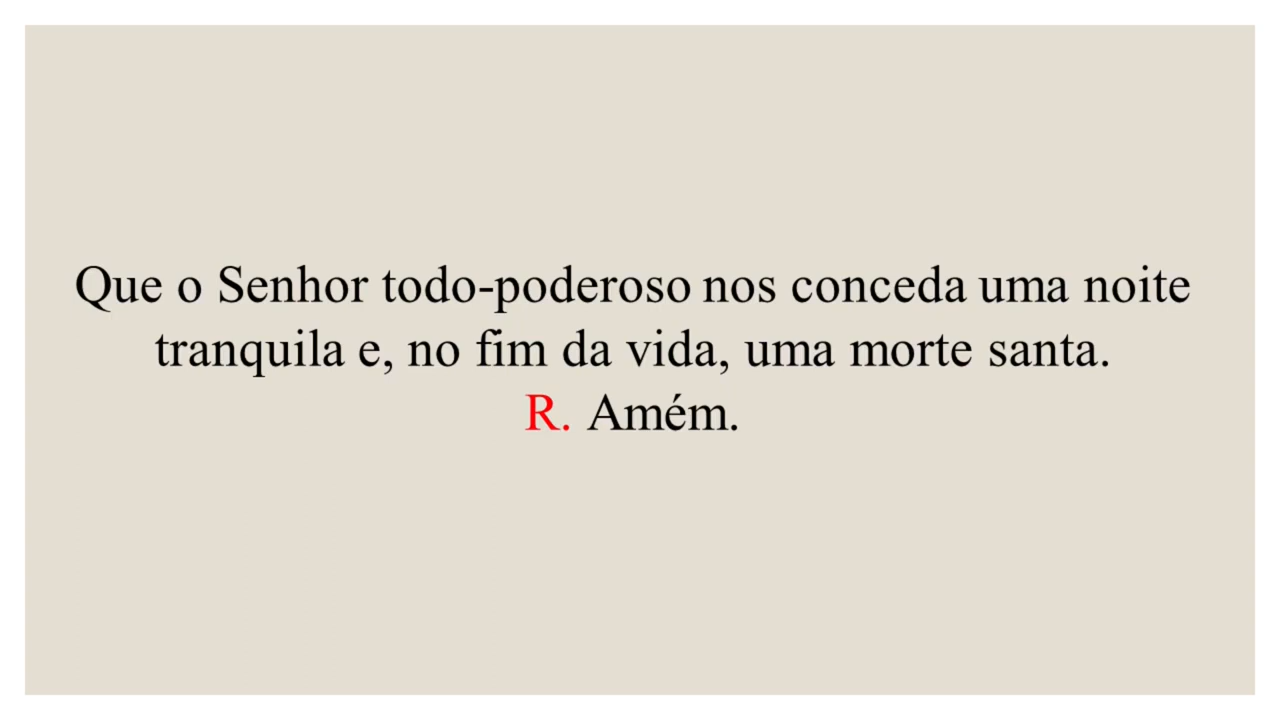 Que o Senhor todo-poderoso nos conceda uma noite
tranquila e, no fim da vida, uma morte santa.
R. Amém.